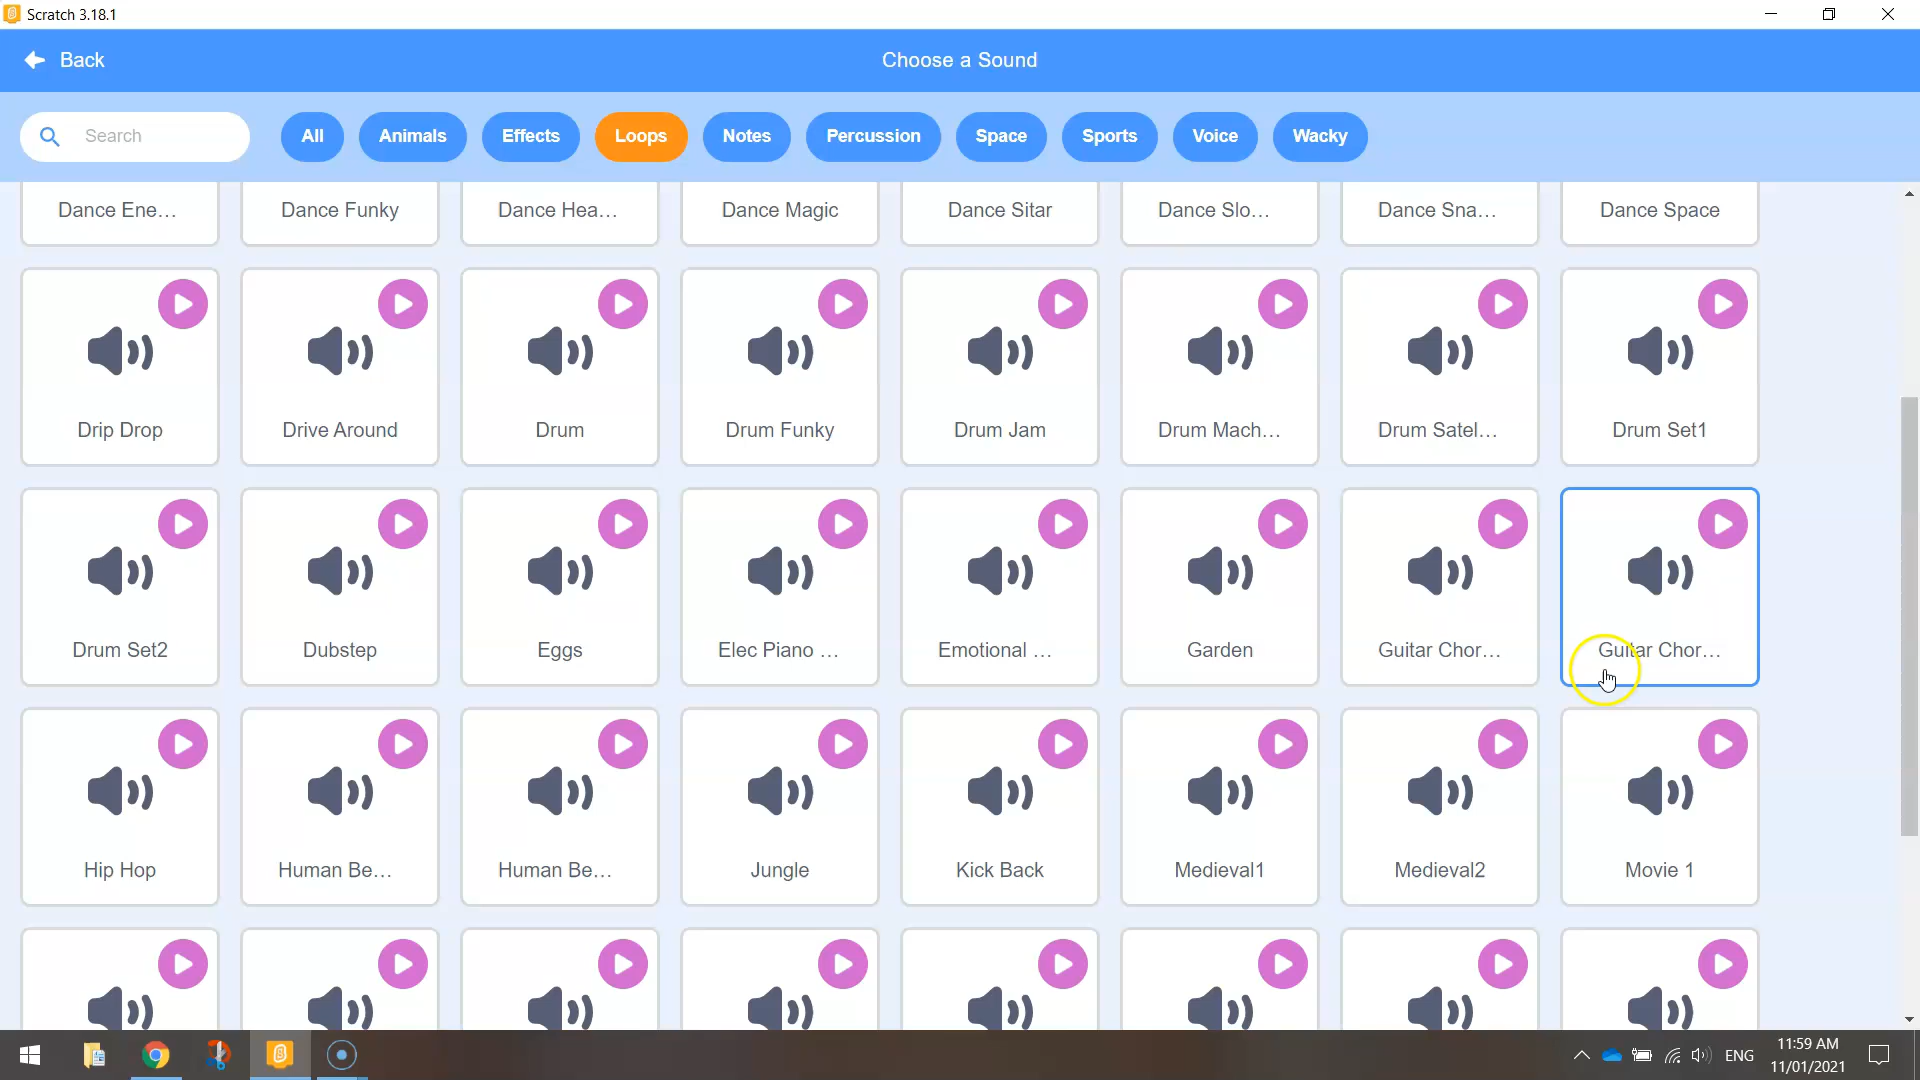 Scratch 3.18.1
Back
Choose a Sound
Search
All
Animals
Effects
Loops
Notes
Percussion
Space
Sports
Voice
Wacky
Dance Ene...
Dance Funky
Dance Hea...
Dance Magic
Dance Sitar
Dance Slo...
Dance Sna...
Dance Space
Drip Drop
Drive Around
Drum
Drum Funky
Drum Jam
Drum Mach...
Drum Satel...
Drum Set1
Drum Set2
Dubstep
Eggs
Elec Piano ...
Emotional ...
Garden
Guitar Chor...
Guitar Chor...
Hip Hop
Human Be...
Human Be...
Jungle
Kick Back
Medieval1
Medieval2
Movie 1
ENG
11:59 AM
11/01/2021